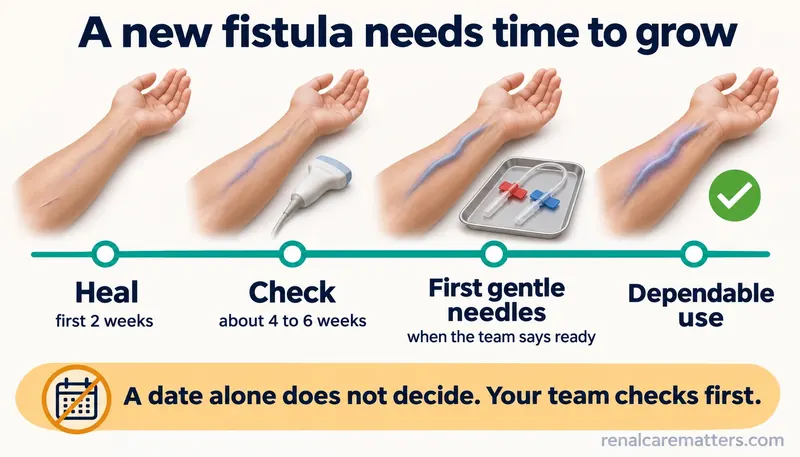 A new fistula needs time to grow
Heal
first 2 weeks
Check
about 4 to 6 weeks
First gentle
needles
when the team says ready
Dependable
use
A date alone does not decide. Your team checks first.
renalcarematters.com